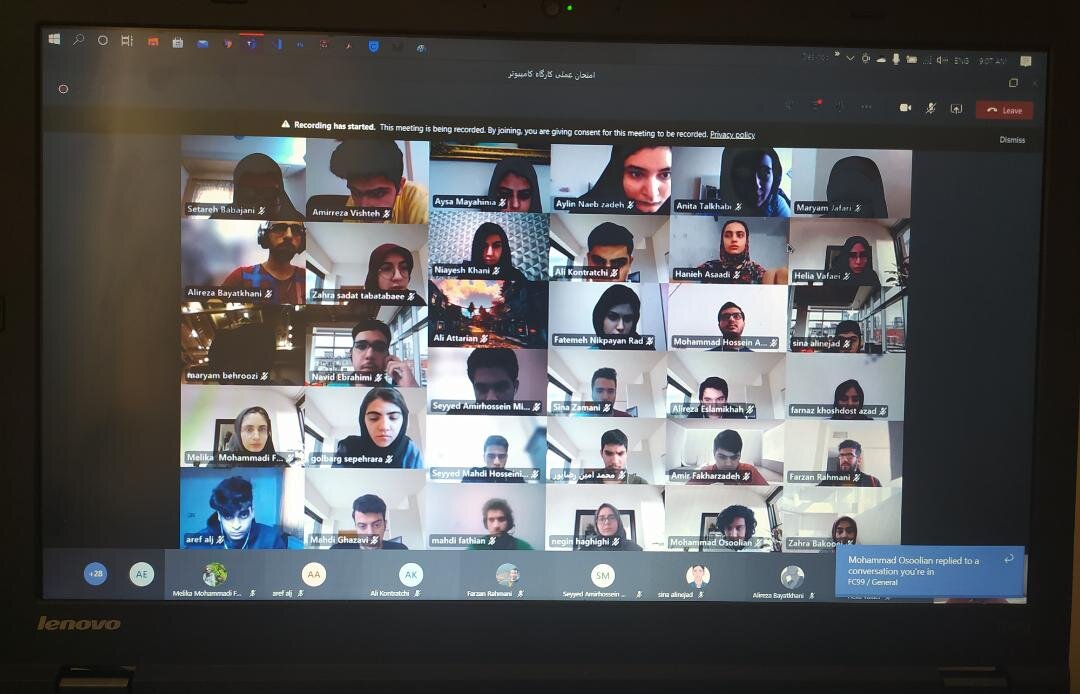 ENG 9:07 AM
امتحان عملی کارگاه کامپیوتر
Leave
Recording has started. This meeting is being recorded. By joining, you are giving consent for this meeting to be recorded. Privacy policy
Dismiss
Setareh Babajani
Amirreza Vishteh
Aysa Mayahinia
Aylin Naeb zadeh
Anita Talkhabi
Maryam Jafari
Alireza Bayatkhani
Zahra sadat tabatabaee
Niayesh Khani
Ali Kontratchi
Hanieh Asaadi
Helia Vafaei
maryam behroozi
Navid Ebrahimi
Ali Attarian
Fatemeh Nikpayan Rad
Mohammad Hossein A...
sina alinejad
Melika Mohammadi F...
golbarg sepehrara
Seyyed Amirhossein Mi...
Sina Zamani
Alireza Eslamikhah
farnaz khoshdost azad
aref alj
Mahdi Ghazavi
Seyyed Mahdi Hosseini...
محمد امین رضاپور
Amir Fakharzadeh
Farzan Rahmani
mahdi fathian
negin haghighi
Mohammad Osoolian
Zahra
+28
AE
Melika Mohammadi F...
AA
aref alj
AK
Ali Kontratchi
Farzan Rahmani
SM
Seyyed Amirhossein ...
sina alinejad
Alireza Bayatkhani
Mohammad Osoolian replied to a
conversation you're in
FC99 / General
lenovo